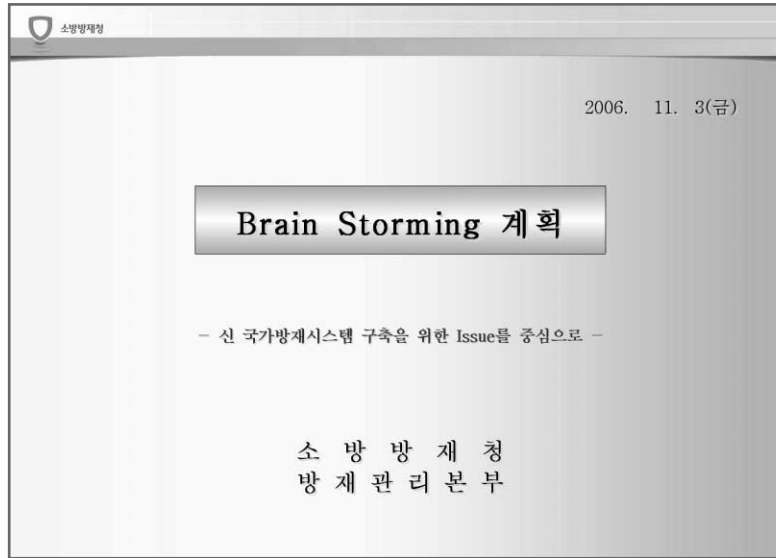 소방방재청
2006. 11. 3(금)
Brain Storming 계획
- 신 국가방재시스템 구축을 위한 Issue를 중심으로 -
소 방 방 재 청
방 재 관 리 본 부